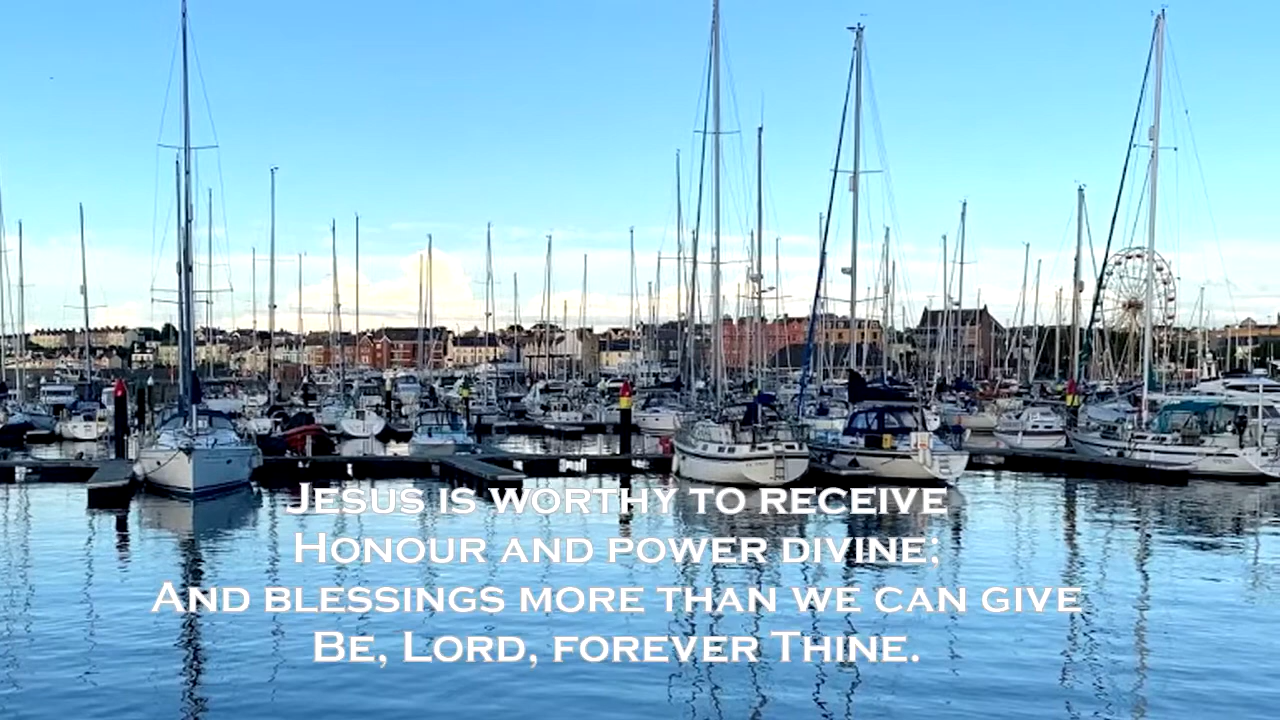 Jesus is worthy to receive
Honour and power divine;
And blessings more than we can give
Be, Lord, forever Thine.